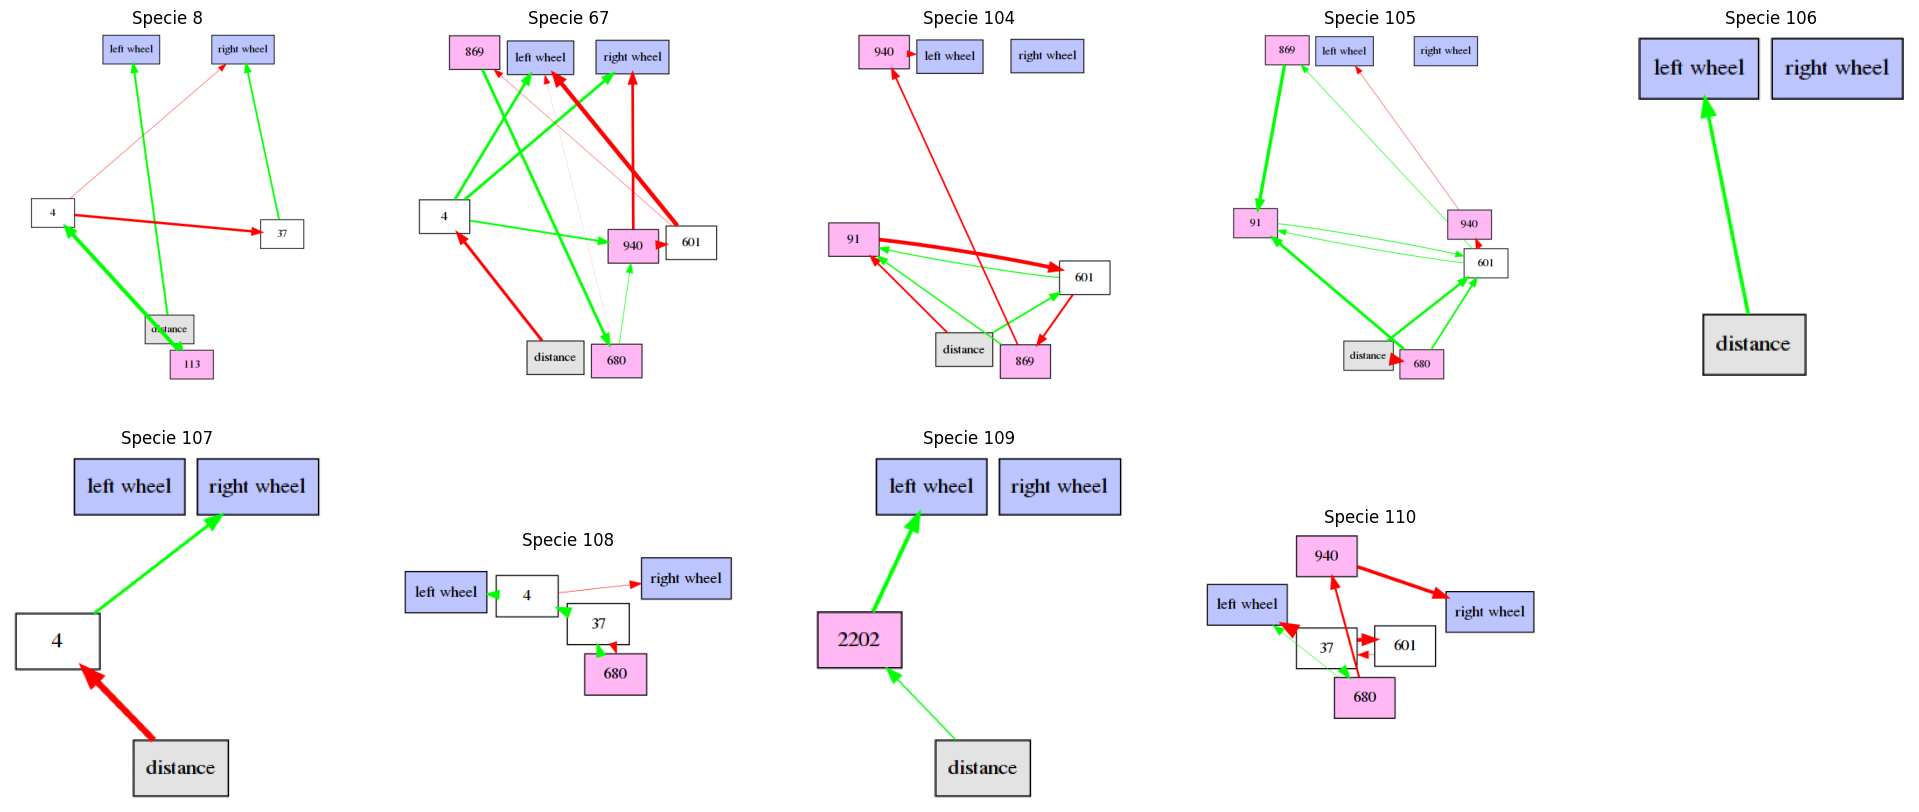 Specie 8
left wheel
right wheel
4
37
distance
113
Specie 67
869
left wheel
right wheel
4
940
601
distance
680
Specie 104
940
left wheel
right wheel
91
601
distance
869
Specie 105
869
left wheel
right wheel
91
940
601
distance
680
Specie 106
left wheel
right wheel
distance
Specie 107
left wheel
right wheel
4
distance
Specie 108
left wheel
4
right wheel
37
680
Specie 109
left wheel
right wheel
2202
distance
Specie 110
940
left wheel
right wheel
37
601
680